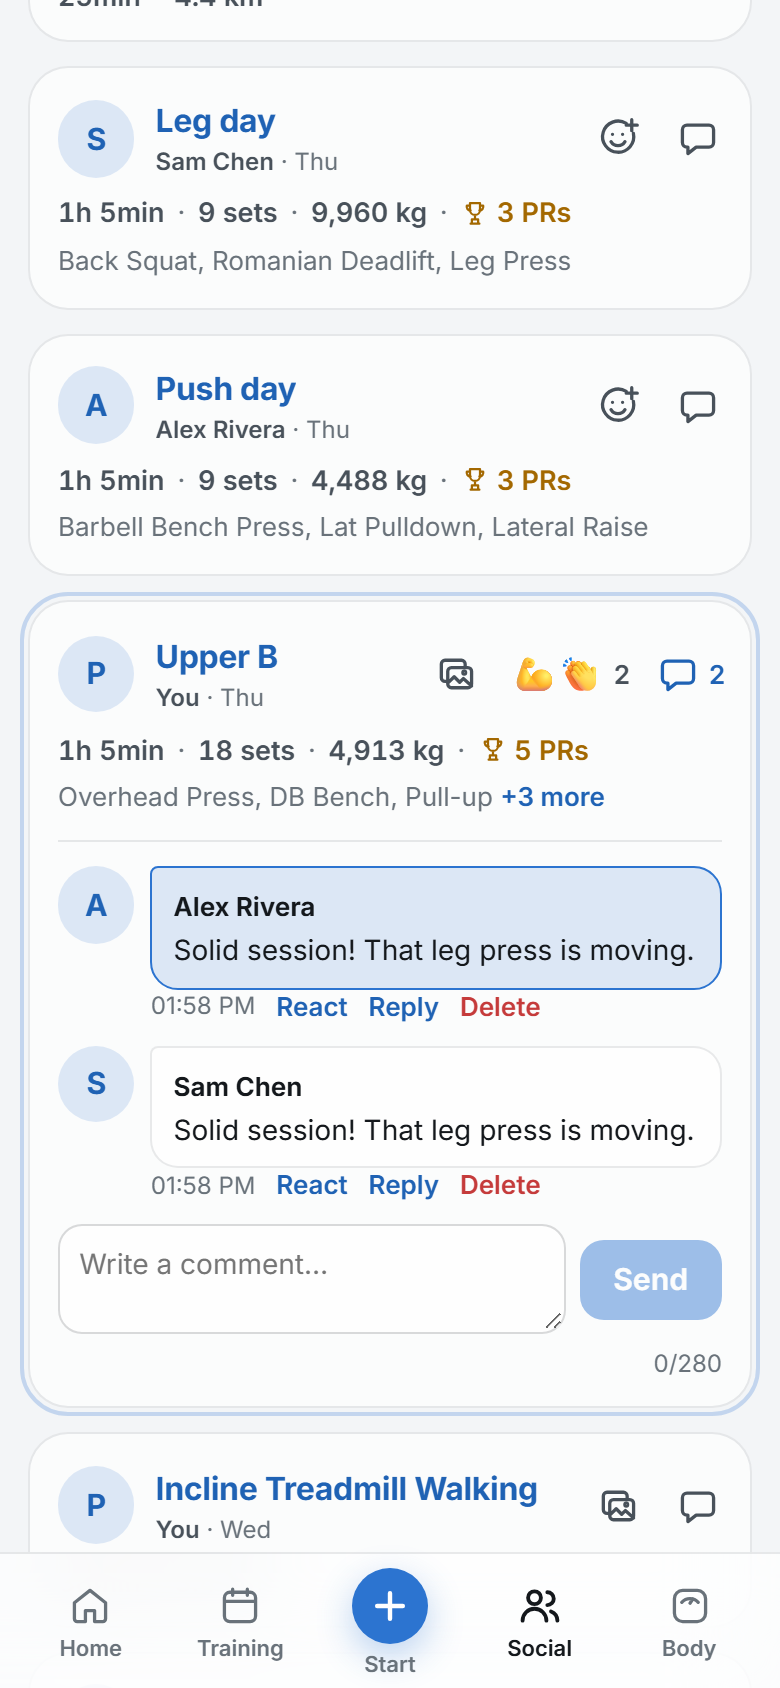 25min 4.4 km
S
Leg day
Sam Chen · Thu
1h 5min · 9 sets · 9,960 kg · 3 PRs
Back Squat, Romanian Deadlift, Leg Press
A
Push day
Alex Rivera · Thu
1h 5min · 9 sets · 4,488 kg · 3 PRs
Barbell Bench Press, Lat Pulldown, Lateral Raise
P
Upper B
💪 👏 2 2
You · Thu
1h 5min · 18 sets · 4,913 kg · 5 PRs
Overhead Press, DB Bench, Pull-up +3 more
A
Alex Rivera
Solid session! That leg press is moving.
01:58 PM React Reply Delete
S
Sam Chen
Solid session! That leg press is moving.
01:58 PM React Reply Delete
Write a comment...
Send
0/280
P
Incline Treadmill Walking
You · Wed
Home Training Start Social Body